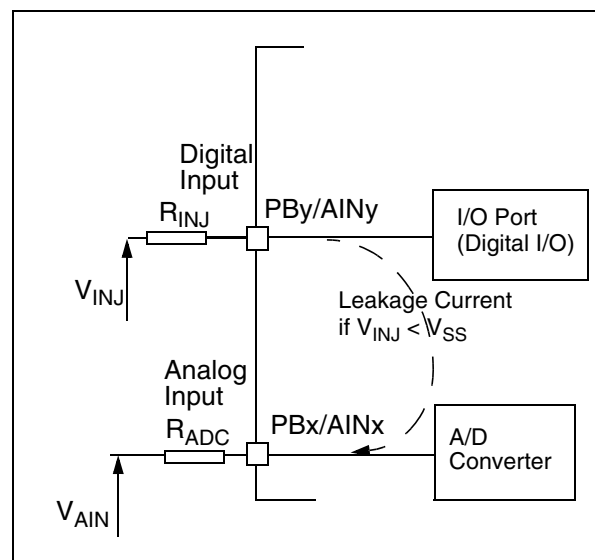 Digital
Input
R_INJ
PBy/AINy
I/O Port
(Digital I/O)
V_INJ
Leakage Current
if V_INJ < V_SS
Analog
Input
R_ADC
PBx/AINx
A/D
Converter
V_AIN